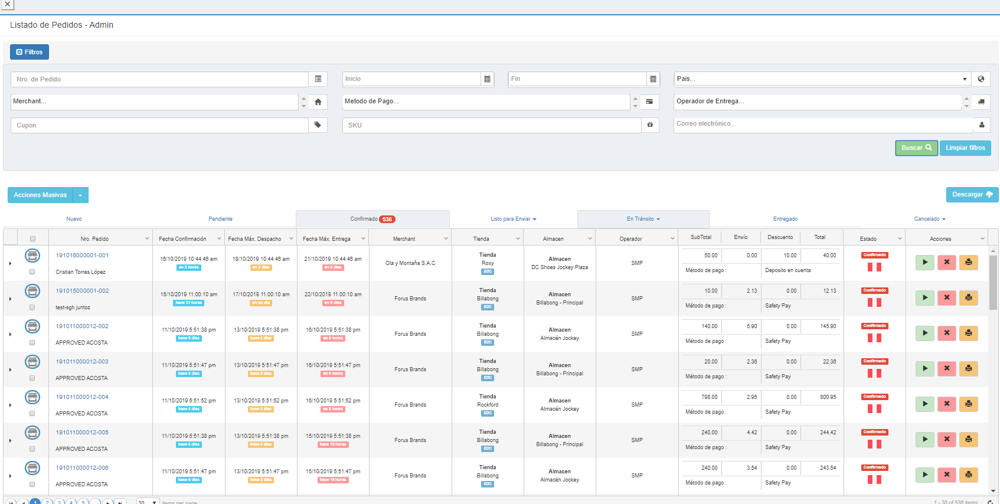 Listado de Pedidos - Admin
Filtros
Nro. de Pedido
Inicio
Fin
Pais...
Merchant...
Metodo de Pago...
Operador de Entrega...
Cupon
SKU
Correo electrónico...
Buscar
Limpiar filtros
Acciones Masivas
Descargar
Nuevo Pendiente Confirmado 536 Listo para Enviar En Tránsito Entregado Cancelado
Nro. Pedido Fecha Confirmación Fecha Máx. Despacho Fecha Máx. Entrega Merchant Tienda Almacen Operador SubTotal Envío Descuento Total Estado Acciones
191016000001-001
Cristian Torres López
16/10/2019 10:44:46 am
en 3 horas
18/10/2019 10:44:46 am
en 2 días
21/10/2019 10:44:46 am
en 5 días
Ola y Montaña S.A.C
Tienda
Roxy
B2C
Almacen
DC Shoes Jockey Plaza
SMP
50.00 0.00 10.00 40.00
Método de pago : Deposito en cuenta
Confirmado
191015000001-002
test-sgh juntoz
15/10/2019 11:00:10 am
hace 21 horas
17/10/2019 11:00:10 am
en un día
22/10/2019 11:00:10 am
en 6 días
Forus Brands
Tienda
Billabong
B2C
Almacen
Billabong - Principal
SMP
10.00 2.13 0.00 12.13
Método de pago : Safety Pay
Confirmado
191011000012-002
APPROVED ACOSTA
11/10/2019 5:51:38 pm
hace 5 días
13/10/2019 5:51:38 pm
hace 3 días
16/10/2019 5:51:38 pm
en 5 horas
Forus Brands
Tienda
Billabong
B2C
Almacen
Almacén Jockey
SMP
140.00 5.90 0.00 145.90
Método de pago : Safety Pay
Confirmado
191011000012-003
APPROVED ACOSTA
11/10/2019 5:51:47 pm
hace 5 días
13/10/2019 5:51:47 pm
hace 3 días
16/10/2019 5:51:47 pm
en 5 horas
Forus Brands
Tienda
Billabong
B2C
Almacen
Billabong - Principal
SMP
20.00 2.36 0.00 22.36
Método de pago : Safety Pay
Confirmado
191011000012-004
APPROVED ACOSTA
11/10/2019 5:51:52 pm
hace 5 días
13/10/2019 5:51:52 pm
hace 3 días
16/10/2019 5:51:52 pm
en 5 horas
Forus Brands
Tienda
Rockford
B2C
Almacen
Almacén Jockey
SMP
798.00 2.95 0.00 800.95
Método de pago : Safety Pay
Confirmado
191011000012-005
APPROVED ACOSTA
11/10/2019 5:51:38 pm
hace 5 días
13/10/2019 5:51:38 pm
hace 3 días
15/10/2019 5:51:38 pm
hace 19 horas
Forus Brands
Tienda
Billabong
B2C
Almacen
Billabong - Principal
SMP
240.00 4.42 0.00 244.42
Método de pago : Safety Pay
Confirmado
191011000012-006
APPROVED ACOSTA
11/10/2019 5:51:47 pm
hace 5 días
13/10/2019 5:51:47 pm
hace 3 días
15/10/2019 5:51:47 pm
hace 19 horas
Forus Brands
Tienda
Billabong
B2C
Almacen
Almacén Jockey
SMP
240.00 3.54 0.00 243.54
Método de pago : Safety Pay
Confirmado
1 2 3 4 5 30 items per page 1 - 30 of 536 items